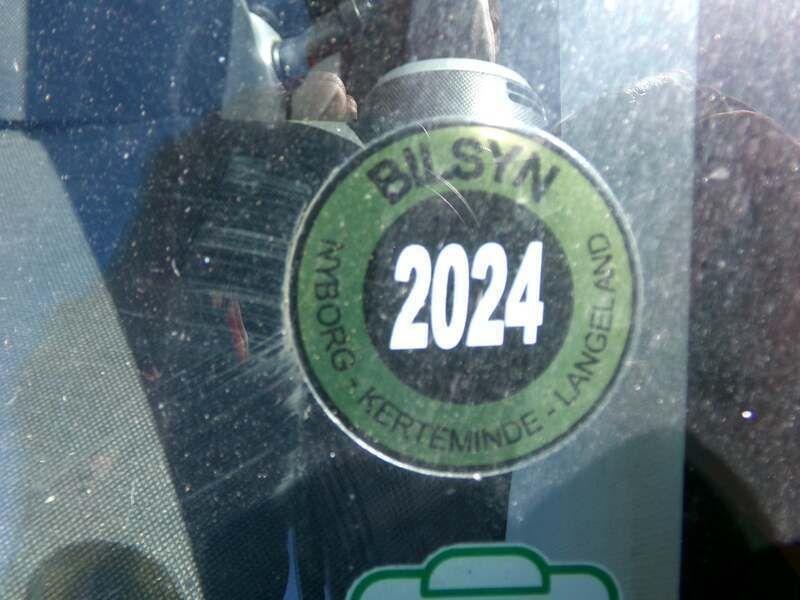 BILSYN
2024
NYBORG - KERTEMINDE - LANGELAND